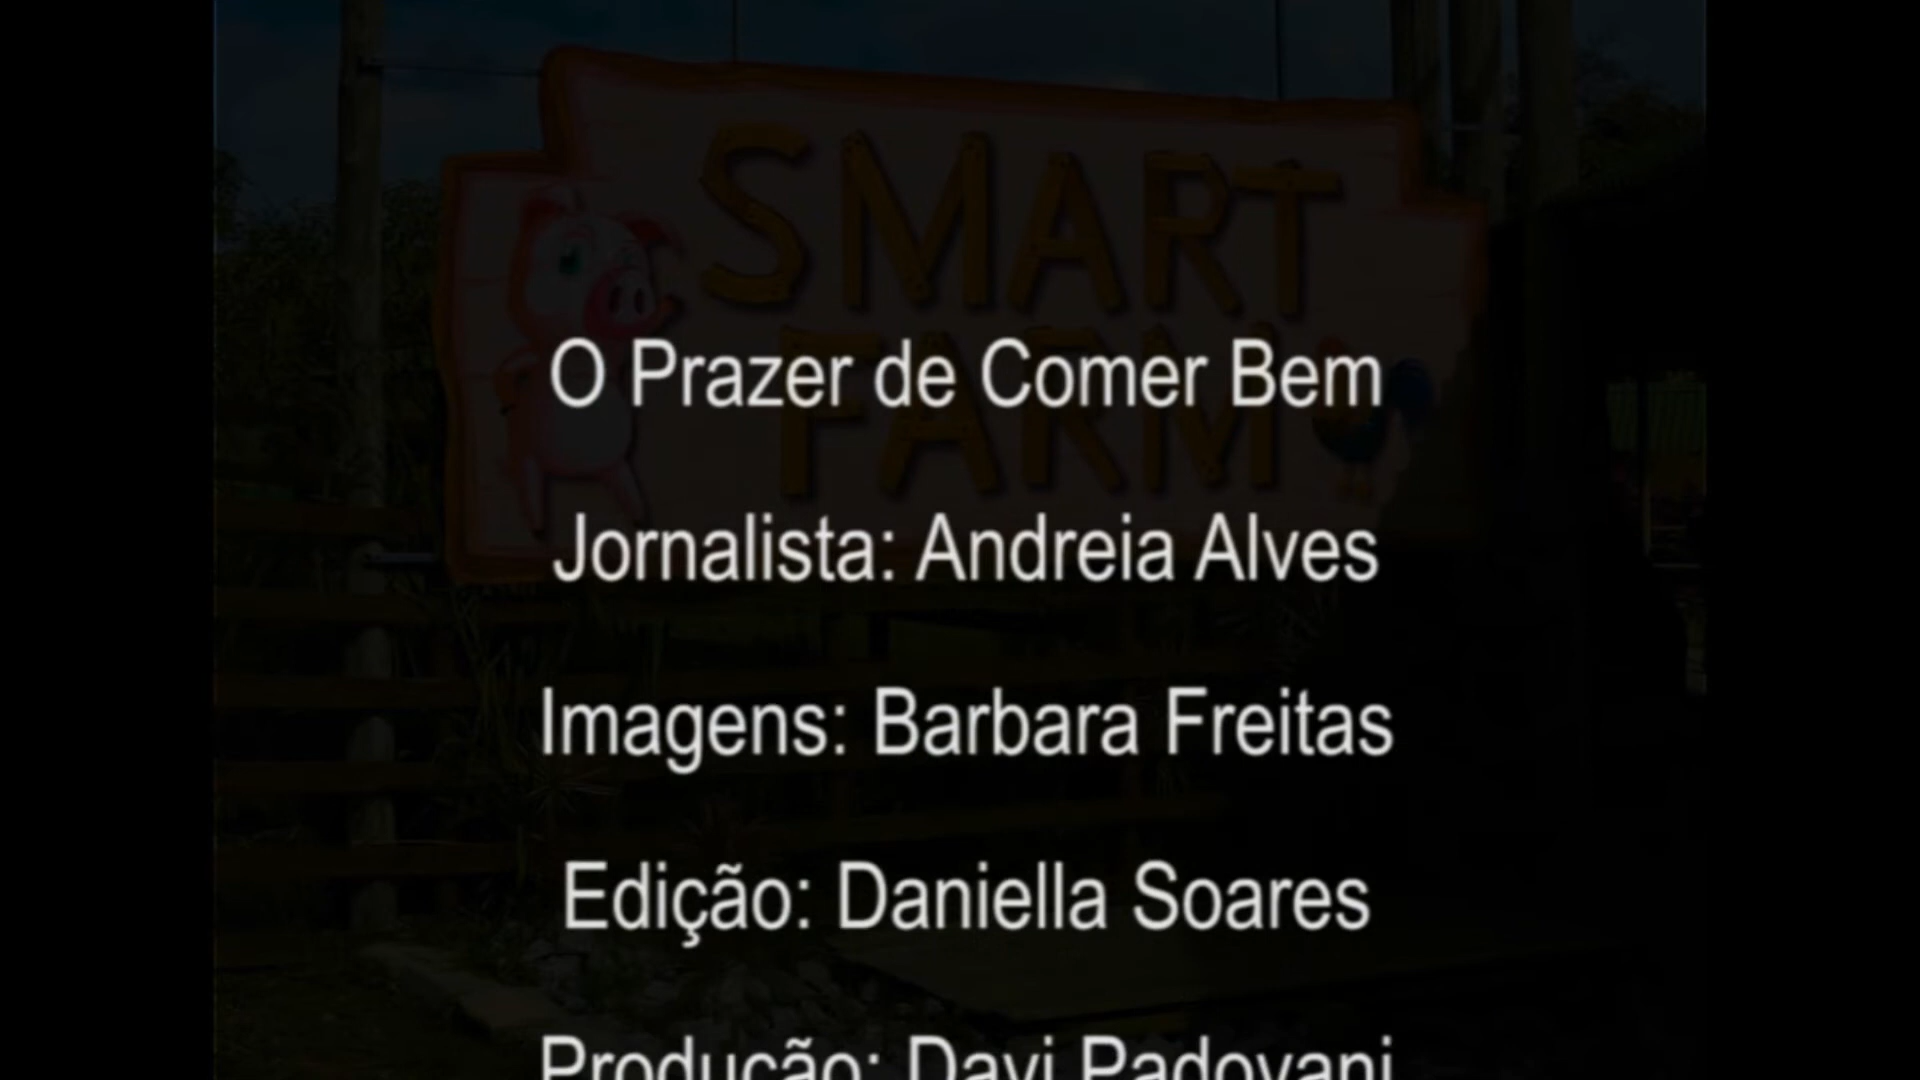 SMART
FARM
O Prazer de Comer Bem
Jornalista: Andreia Alves
Imagens: Barbara Freitas
Edição: Daniella Soares
Produção: Davi Padovani